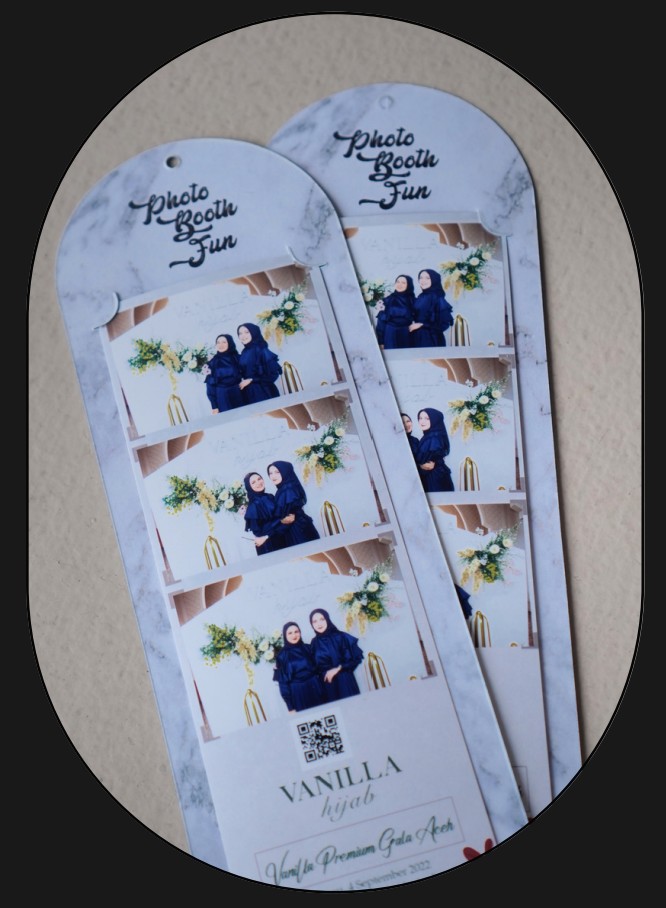 Photo
Booth
Fun
Photo
Booth
Fun
VANILLA
hijab
Vanilla Premium Gala Aceh
September 2022